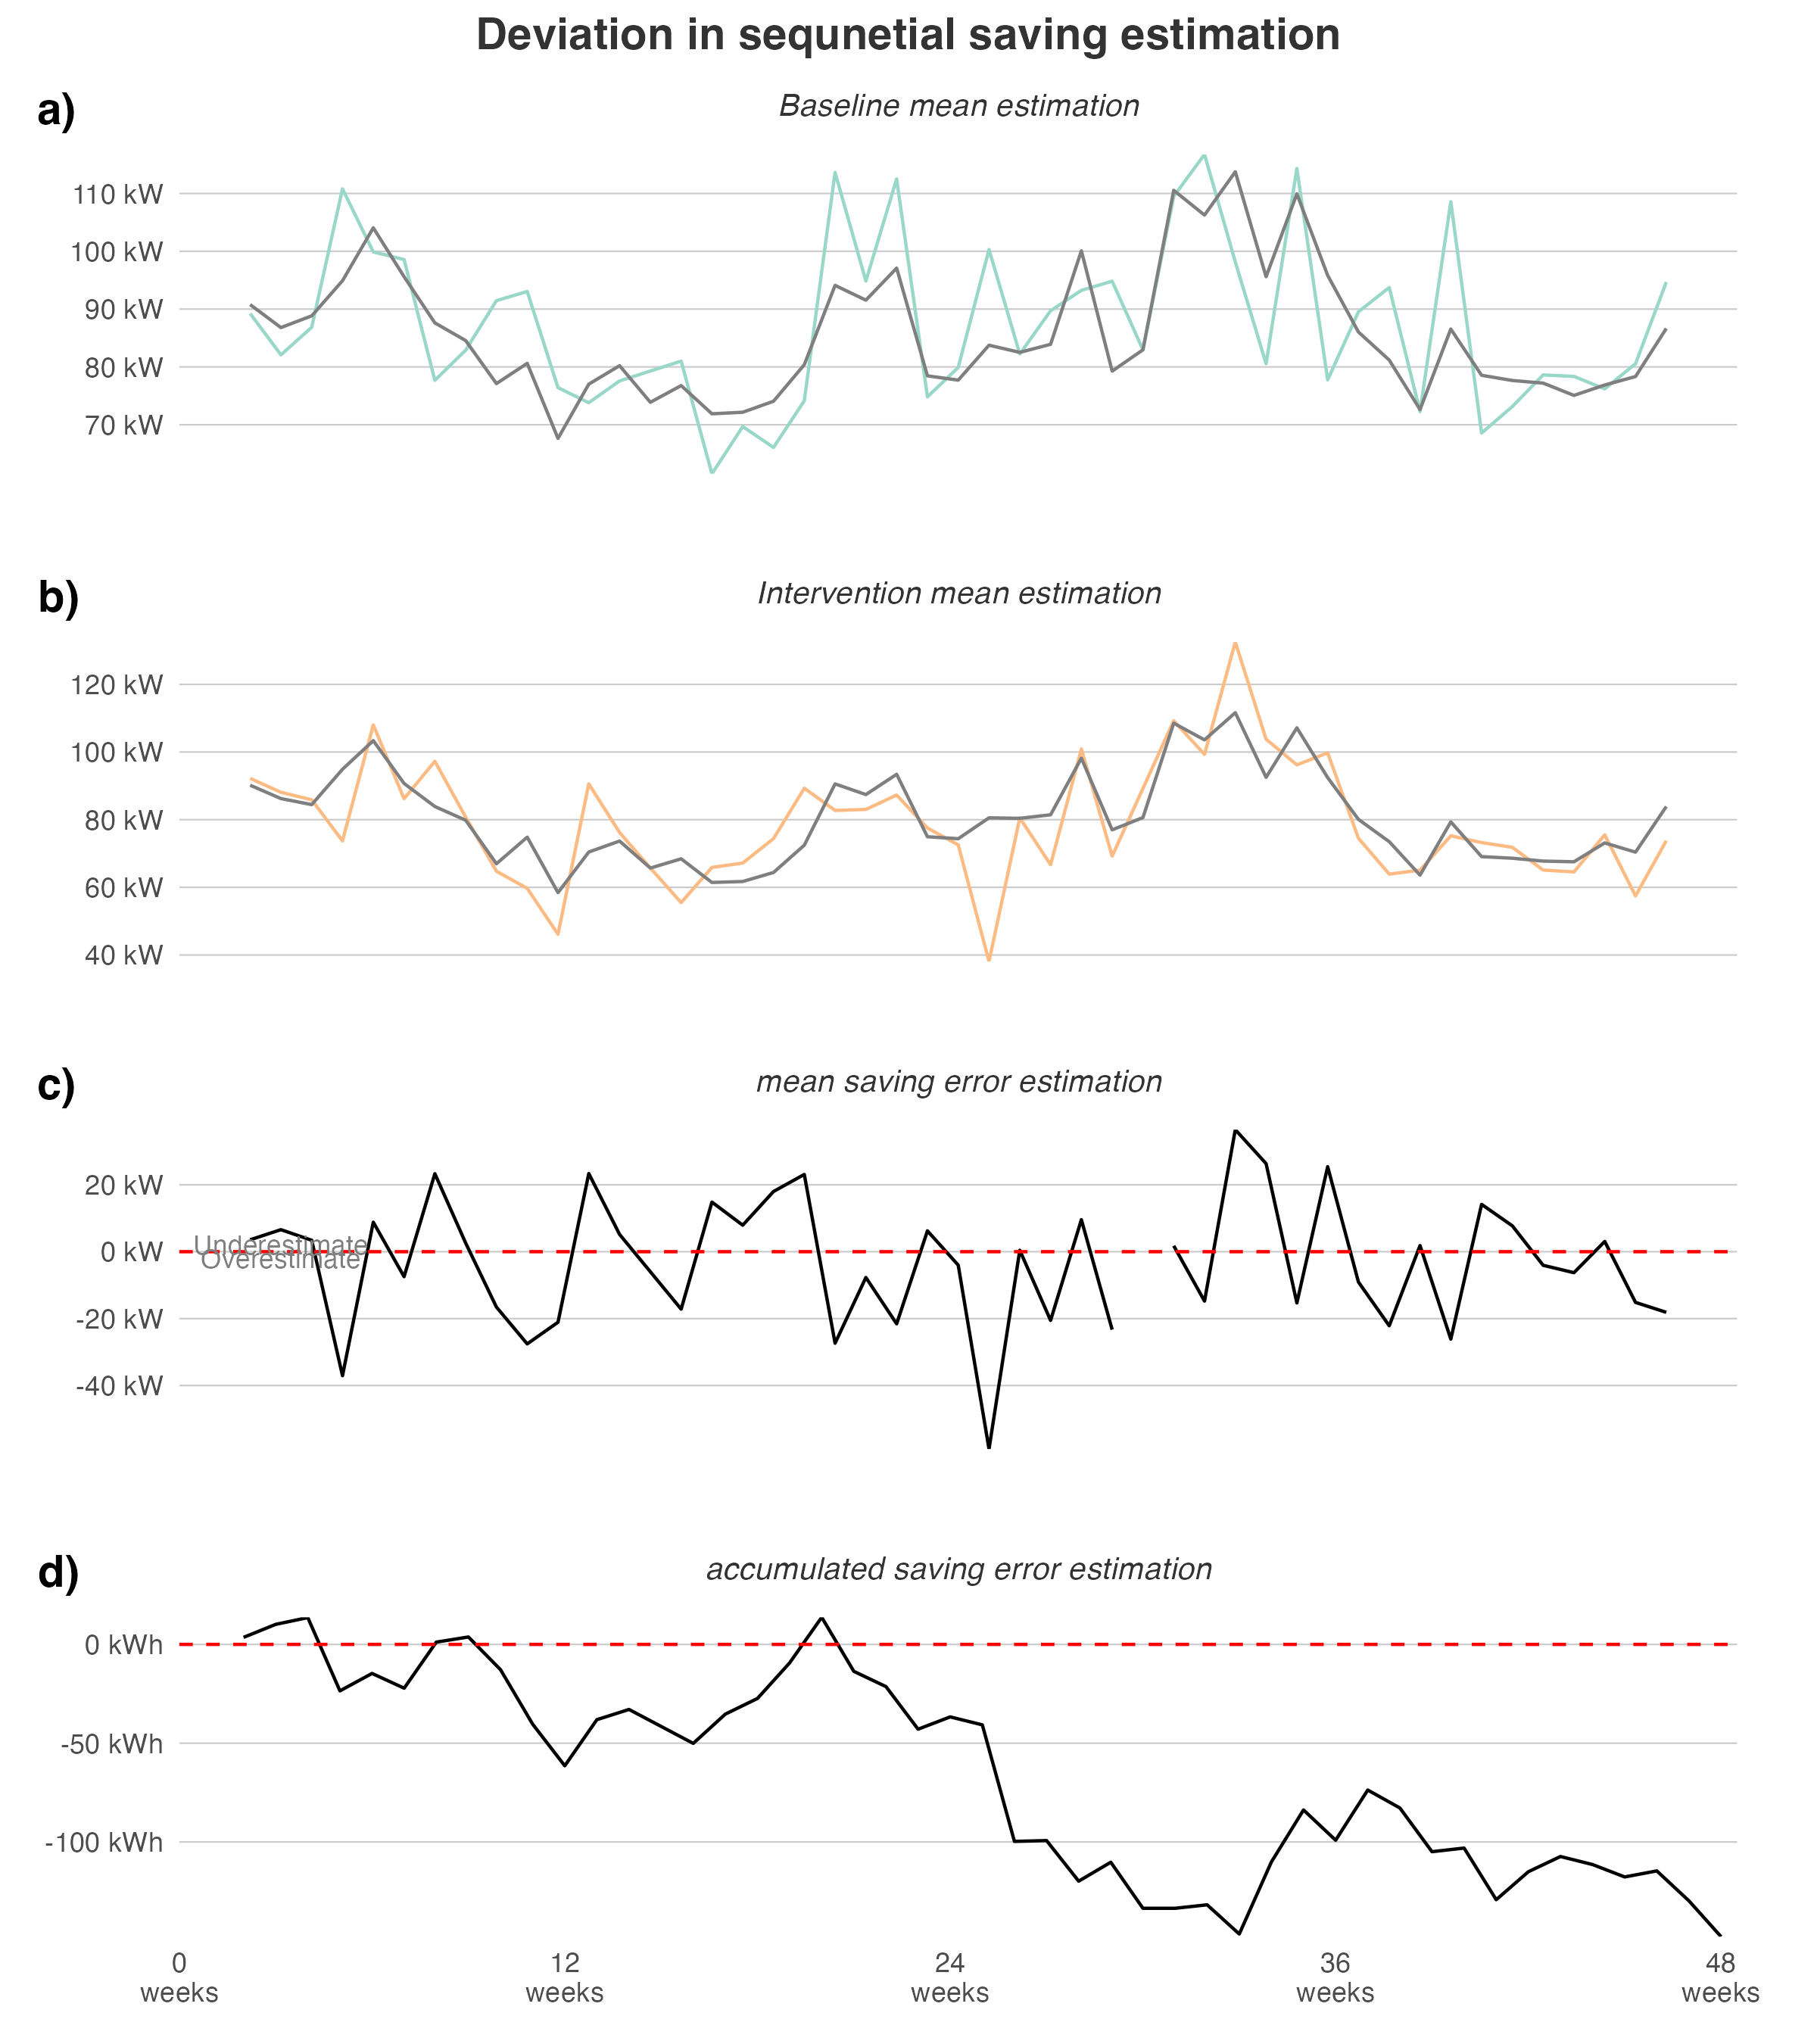 Deviation in sequnetial saving estimation
a)
Baseline mean estimation
110 kW
100 kW
90 kW
80 kW
70 kW
b)
Intervention mean estimation
120 kW
100 kW
80 kW
60 kW
40 kW
c)
mean saving error estimation
20 kW
Underestimate
0 kW
Overestimate
-20 kW
-40 kW
d)
accumulated saving error estimation
0 kWh
-50 kWh
-100 kWh
0 12 24 36 48
weeks weeks weeks weeks weeks